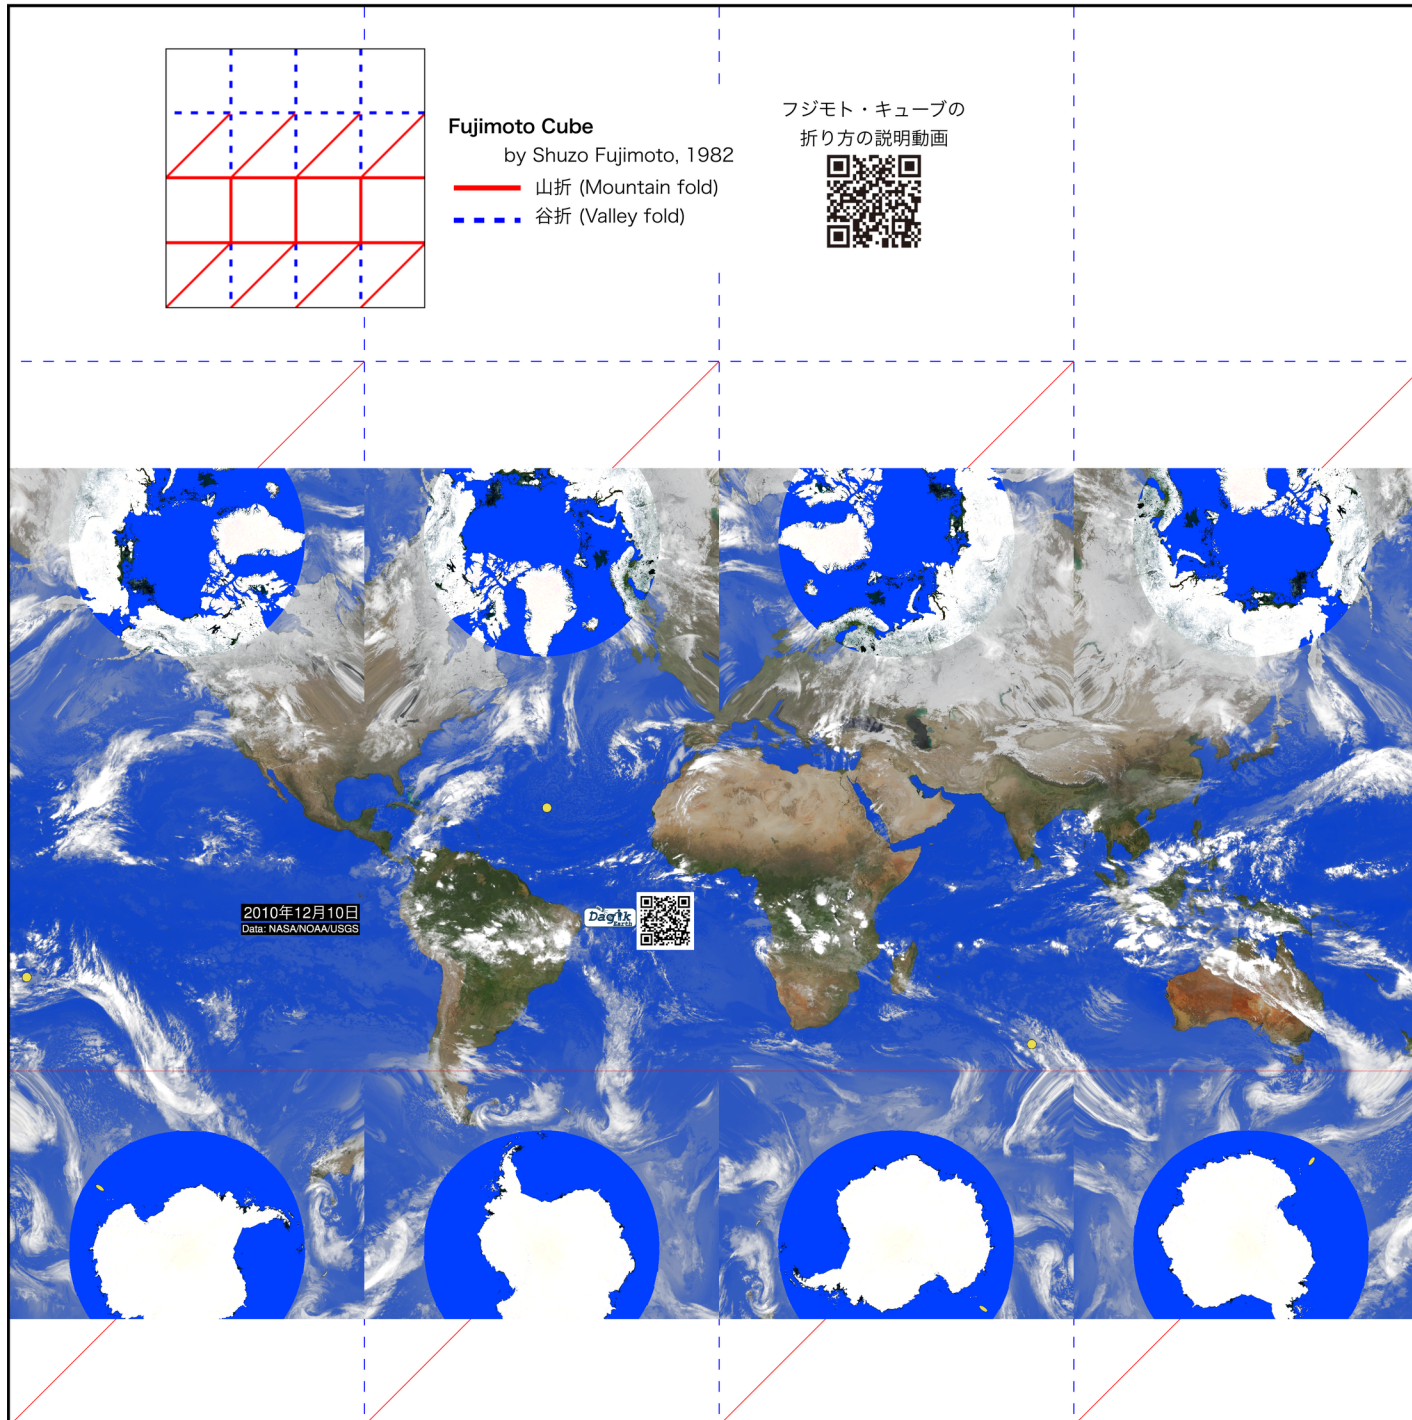 Fujimoto Cube
by Shuzo Fujimoto, 1982
山折 (Mountain fold)
谷折 (Valley fold)
フジモト・キューブの
折り方の説明動画
2010年12月10日
Data: NASA/NOAA/USGS
Dagik
Earth